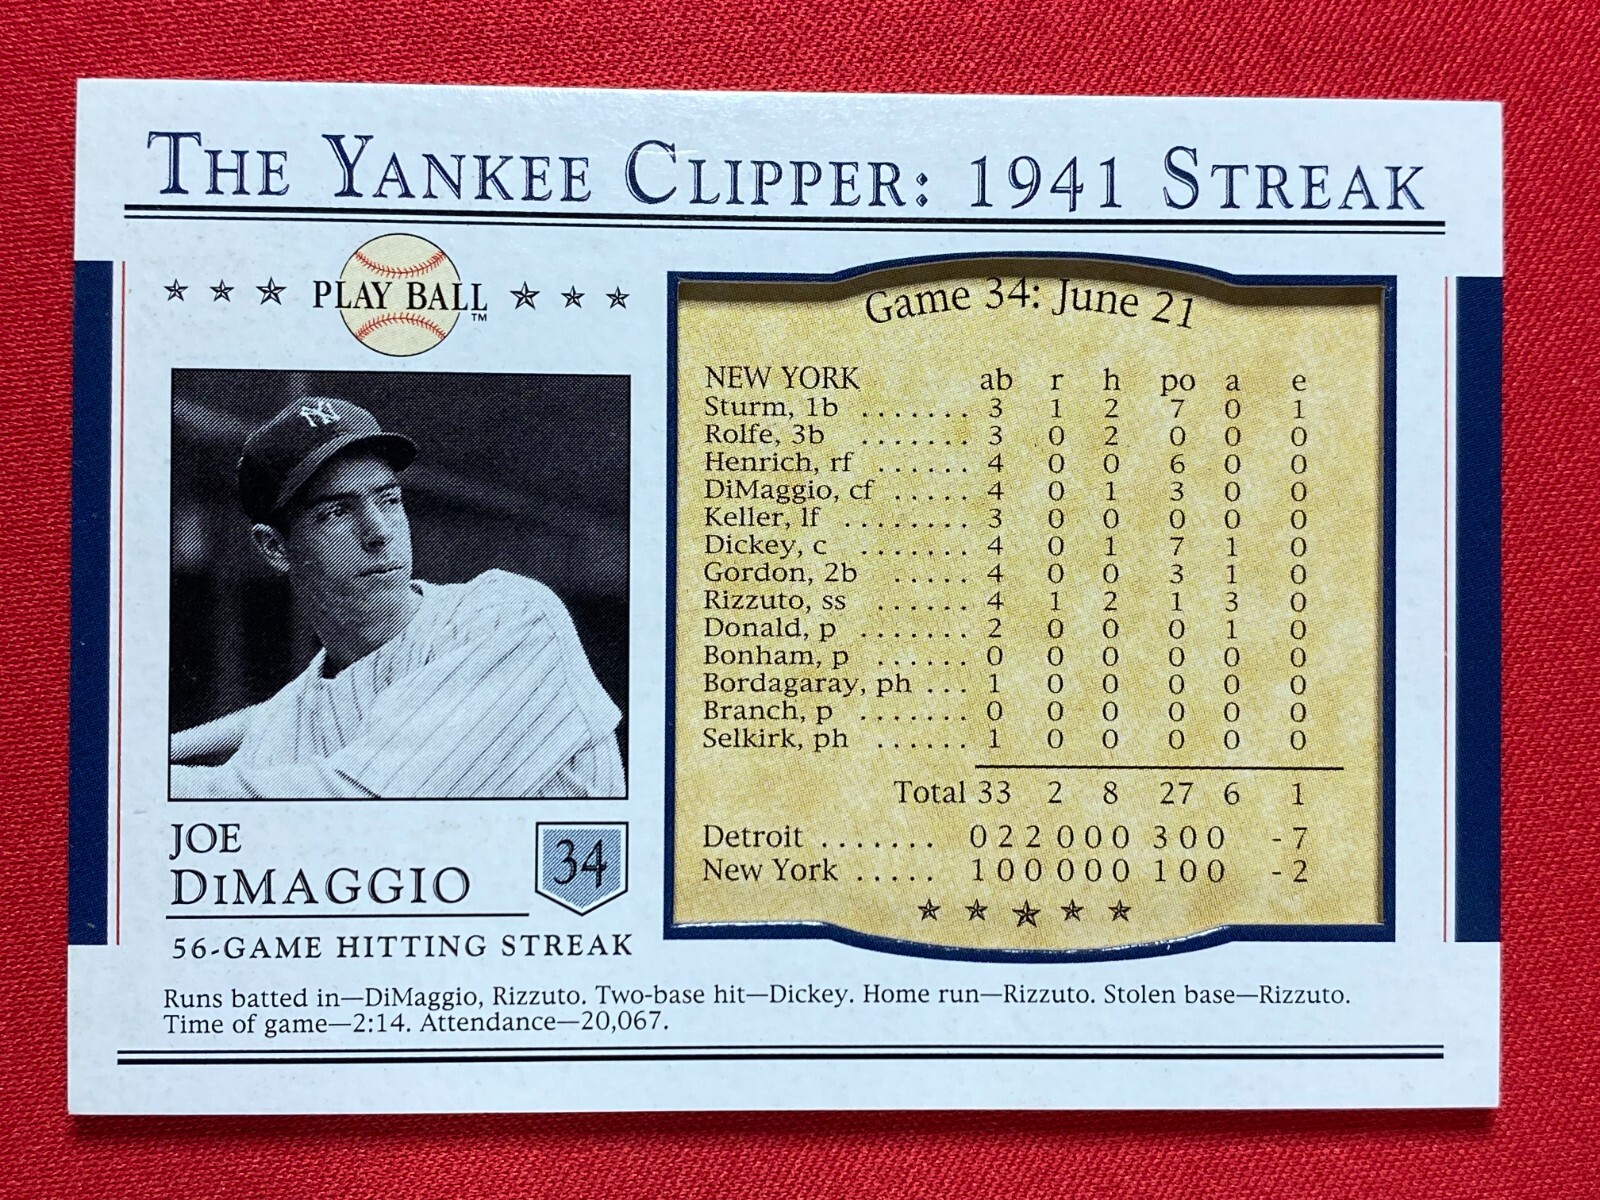 THE YANKEE CLIPPER: 1941 STREAK
PLAY BALL™
NY
JOE
DiMAGGIO
34
56-GAME HITTING STREAK
Game 34: June 21
NEW YORK ab r h po a e
Sturm, 1b ....... 3 1 2 7 0 1
Rolfe, 3b ....... 3 0 2 0 0 0
Henrich, rf ...... 4 0 0 6 0 0
DiMaggio, cf ..... 4 0 1 3 0 0
Keller, lf ........ 3 0 0 0 0 0
Dickey, c ....... 4 0 1 7 1 0
Gordon, 2b ..... 4 0 0 3 1 0
Rizzuto, ss ...... 4 1 2 1 3 0
Donald, p ....... 2 0 0 0 1 0
Bonham, p ...... 0 0 0 0 0 0
Bordagaray, ph ... 1 0 0 0 0 0
Branch, p ....... 0 0 0 0 0 0
Selkirk, ph ...... 1 0 0 0 0 0
Total 33 2 8 27 6 1
Detroit ....... 022 000 300 -7
New York ..... 100 000 100 -2
Runs batted in—DiMaggio, Rizzuto. Two-base hit—Dickey. Home run—Rizzuto. Stolen base—Rizzuto.
Time of game—2:14. Attendance—20,067.